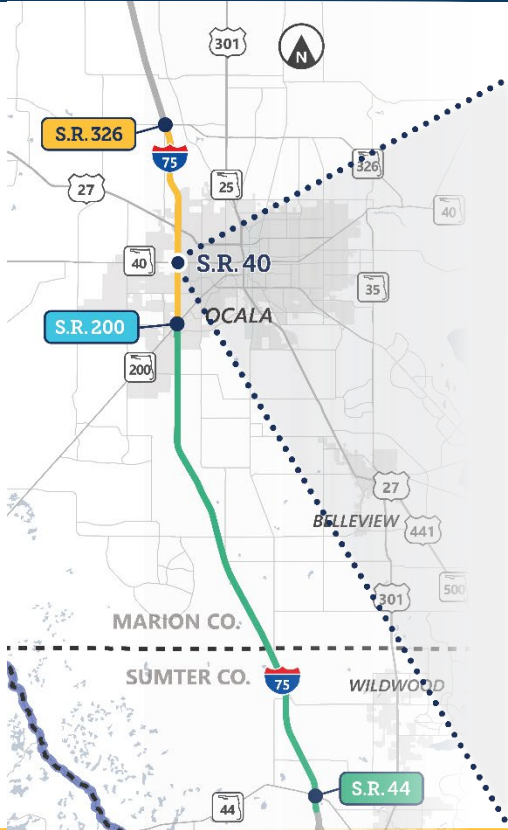 301
N
S.R. 326
75
326
27
25
40
40
S.R. 40
35
S.R. 200
OCALA
200
27
BELLEVIEW
441
500
301
MARION CO.
SUMTER CO.
75
WILDWOOD
S.R. 44
44